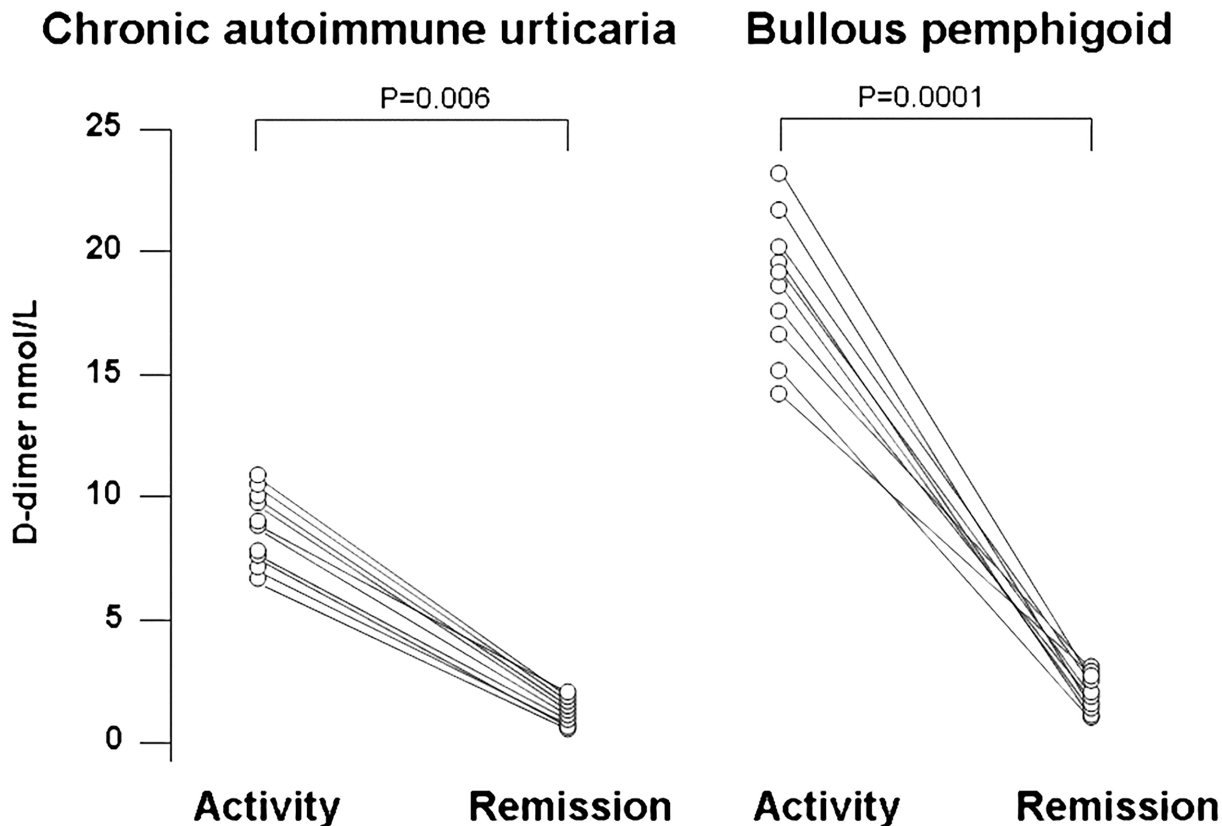 Chronic autoimmune urticaria
Bullous pemphigoid
P=0.006
P=0.0001
25
20
15
10
5
0
D-dimer nmol/L
Activity
Remission
Activity
Remission